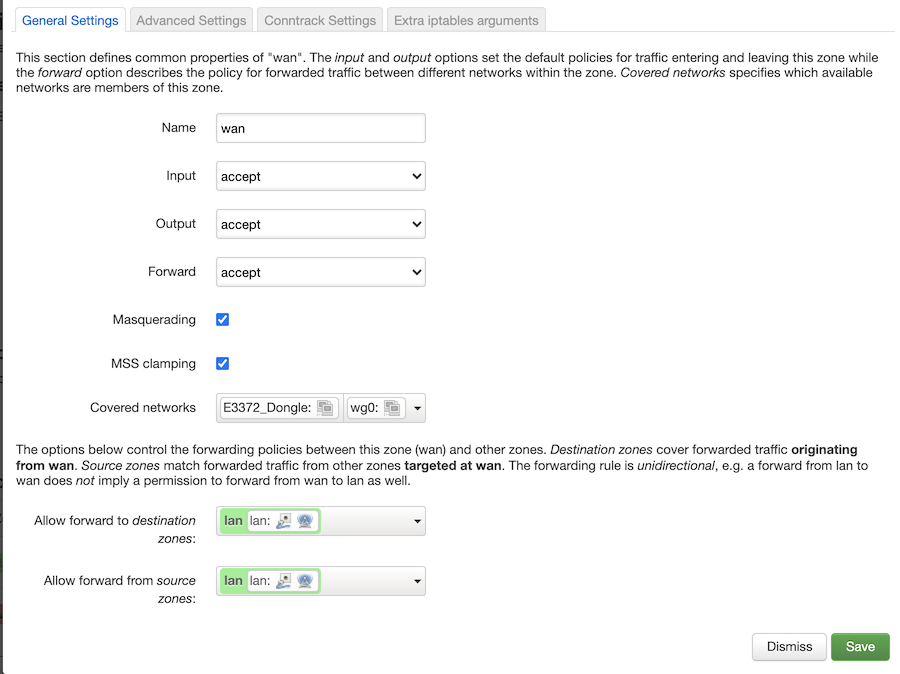 General Settings Advanced Settings Conntrack Settings Extra iptables arguments
This section defines common properties of "wan". The input and output options set the default policies for traffic entering and leaving this zone while
the forward option describes the policy for forwarded traffic between different networks within the zone. Covered networks specifies which available
networks are members of this zone.
Name wan
Input accept
Output accept
Forward accept
Masquerading
MSS clamping
Covered networks E3372_Dongle: wg0:
The options below control the forwarding policies between this zone (wan) and other zones. Destination zones cover forwarded traffic originating
from wan. Source zones match forwarded traffic from other zones targeted at wan. The forwarding rule is unidirectional, e.g. a forward from lan to
wan does not imply a permission to forward from wan to lan as well.
Allow forward to destination lan lan:
zones:
Allow forward from source lan lan:
zones:
Dismiss Save